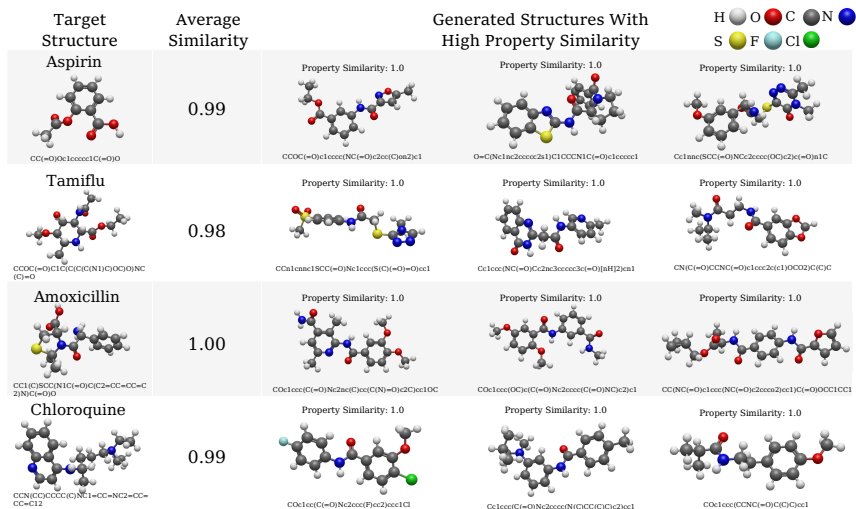 Target Structure
Average Similarity
Generated Structures With High Property Similarity
H O C N
S F Cl
Aspirin
CC(=O)Oc1ccccc1C(=O)O
0.99
Property Similarity: 1.0
CCOC(=O)c1cccc(NC(=O)c2cc(C)on2)c1
Property Similarity: 1.0
O=C(Nc1nc2ccccc2s1)C1CCCN1C(=O)c1ccccc1
Property Similarity: 1.0
Cc1nnc(SCC(=O)NCc2cccc(OC)c2)c(=O)n1C
Tamiflu
CCOC(=O)C1C(C(C(C(N1)C)OC)O)NC
(C)=O
0.98
Property Similarity: 1.0
CCn1cnnc1SCC(=O)Nc1ccc(S(C)(=O)=O)cc1
Property Similarity: 1.0
Cc1ccc(NC(=O)Cc2nc3ccccc3c(=O)[nH]2)cn1
Property Similarity: 1.0
CN(C(=O)CCNC(=O)c1ccc2c(c1)OCO2)C(C)C
Amoxicillin
CC1(C)SCC(N1C(=O)C(C2=CC=CC=C
2)N)C(=O)O
1.00
Property Similarity: 1.0
COc1ccc(C(=O)Nc2nc(C)cc(C(N)=O)c2C)cc1OC
Property Similarity: 1.0
COc1ccc(OC)c(C(=O)Nc2cccc(C(=O)NC)c2)c1
Property Similarity: 1.0
CC(NC(=O)c1ccc(NC(=O)c2ccco2)cc1)C(=O)OCC1CC1
Chloroquine
CCN(CC)CCCC(C)NC1=CC=NC2=CC=
CC=C12
0.99
Property Similarity: 1.0
COc1cc(C(=O)Nc2ccc(F)cc2)ccc1Cl
Property Similarity: 1.0
Cc1ccc(C(=O)Nc2cccc(N(C)CC(C)C)c2)cc1
Property Similarity: 1.0
COc1ccc(CCNC(=O)C(C)C)cc1